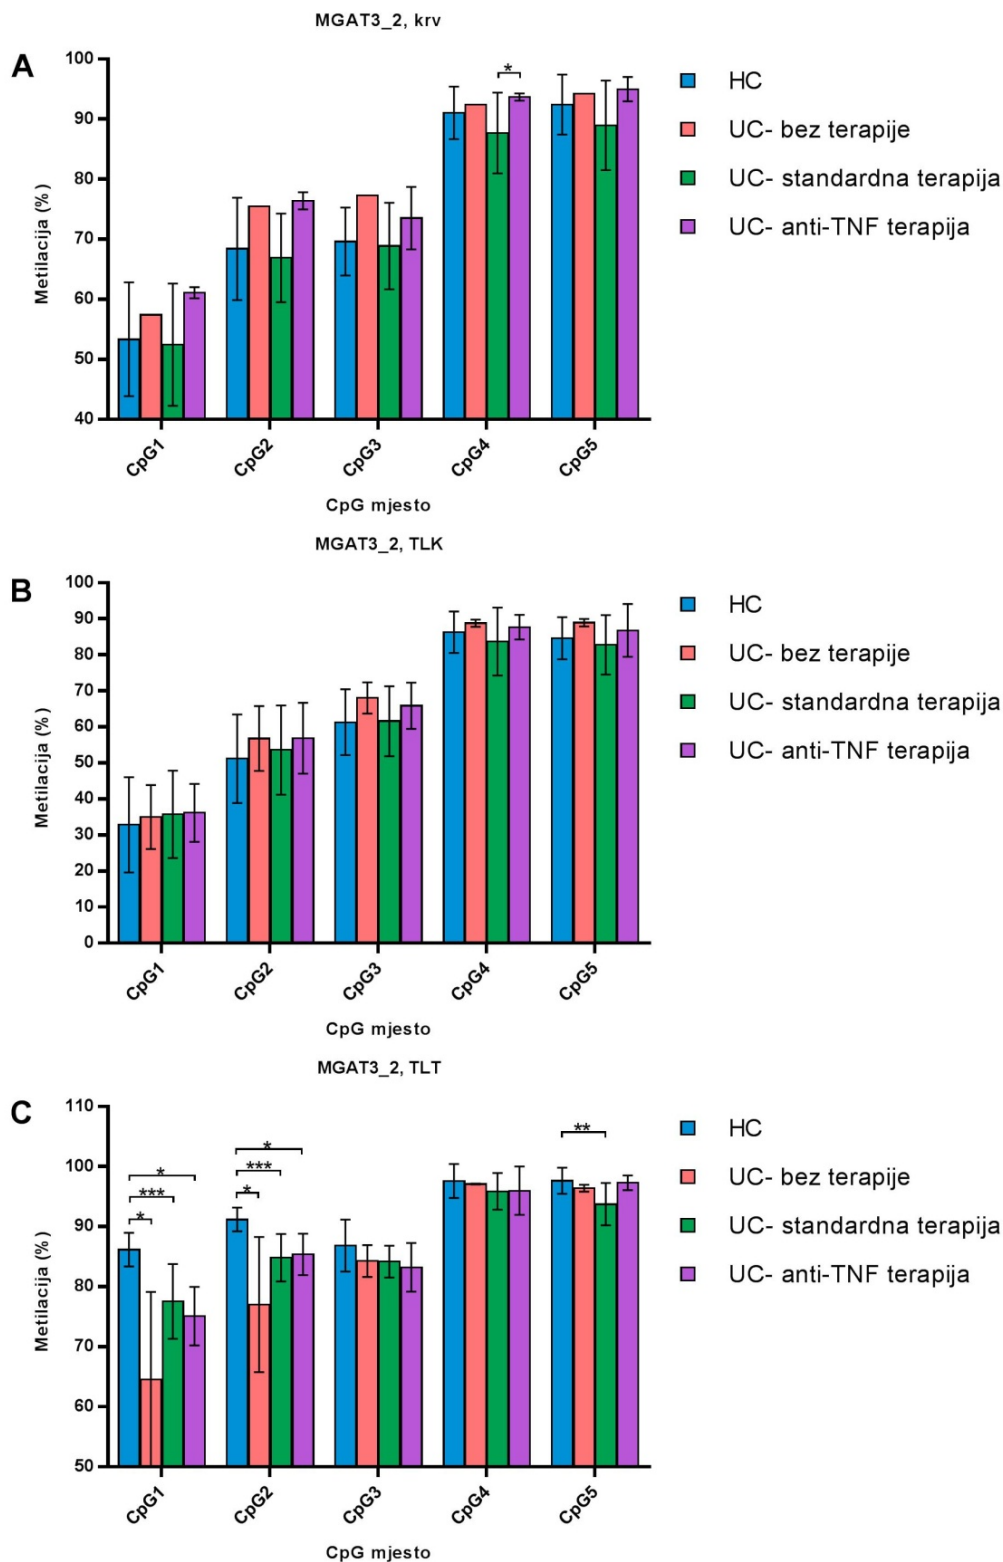 MGAT3_2, krv
A
Metilacija (%)
100
90
80
70
60
50
40
*
CpG1
CpG2
CpG3
CpG4
CpG5
CpG mjesto
HC
UC- bez terapije
UC- standardna terapija
UC- anti-TNF terapija
MGAT3_2, TLK
B
Metilacija (%)
100
90
80
70
60
50
40
30
20
10
0
CpG1
CpG2
CpG3
CpG4
CpG5
CpG mjesto
HC
UC- bez terapije
UC- standardna terapija
UC- anti-TNF terapija
MGAT3_2, TLT
C
Metilacija (%)
110
100
90
80
70
60
50
*
***
*
*
***
*
**
CpG1
CpG2
CpG3
CpG4
CpG5
CpG mjesto
HC
UC- bez terapije
UC- standardna terapija
UC- anti-TNF terapija